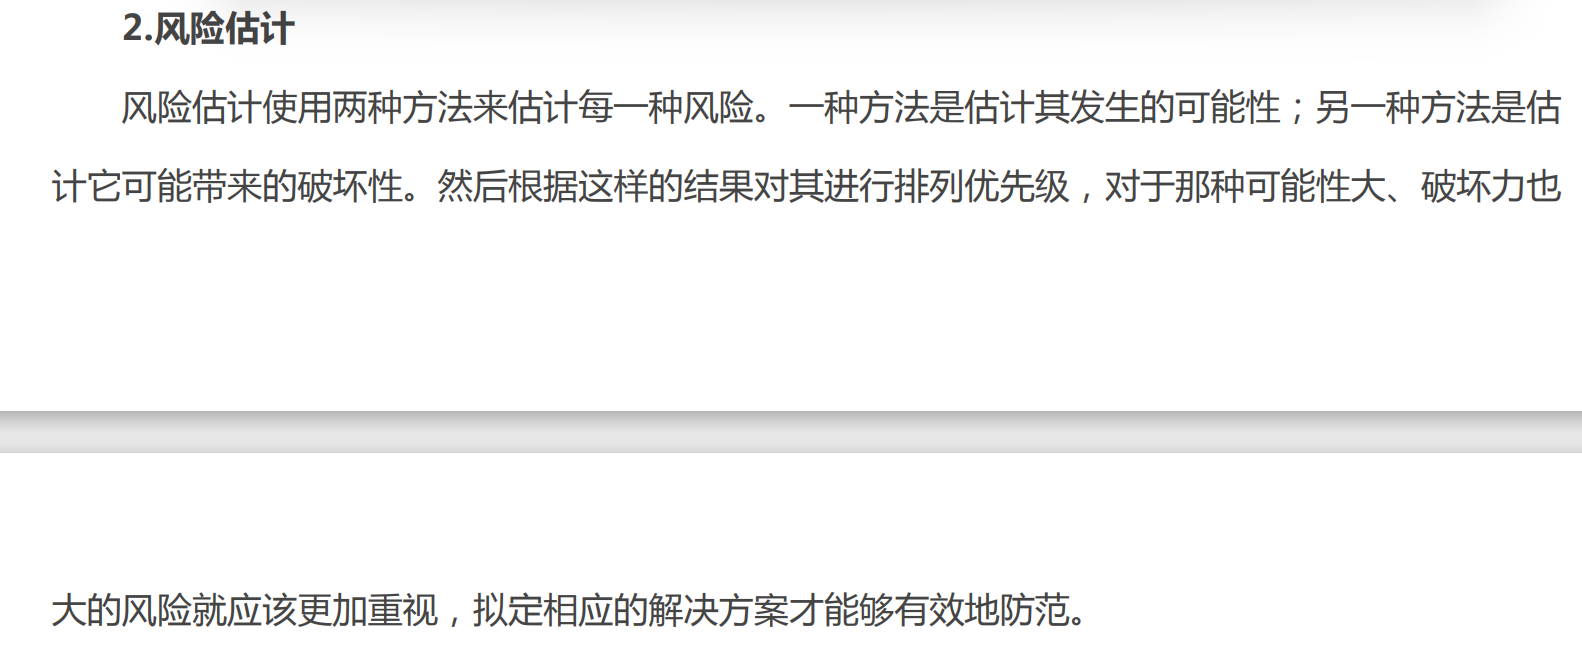 2.风险估计
风险估计使用两种方法来估计每一种风险。一种方法是估计其发生的可能性；另一种方法是估
计它可能带来的破坏性。然后根据这样的结果对其进行排列优先级，对于那种可能性大、破坏力也
大的风险就应该更加重视，拟定相应的解决方案才能够有效地防范。